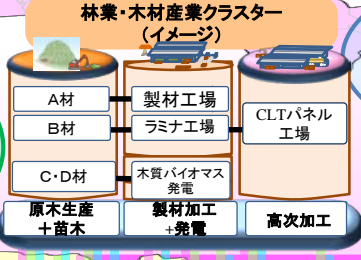 林業・木材産業クラスター
（イメージ）
Ａ材
製材工場
Ｂ材
ラミナ工場
CLTパネル
工場
Ｃ・Ｄ材
木質バイオマス
発電
原木生産
＋苗木
製材加工
+発電
高次加工